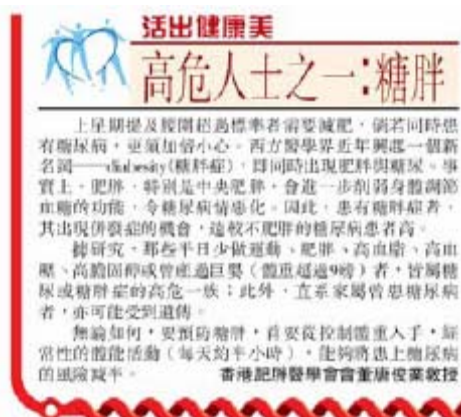 活出健康美
高危人士之一：糖胖
上星期提及腰圍超過標準者需要減肥，倘若同時患
有糖尿病，更須加倍小心。西方醫學界近年興起一個新
名詞——diabesity(糖胖症)，即同時出現肥胖與糖尿。事
實上，肥胖，特別是中央肥胖，會進一步削弱身體調節
血糖的功能，令糖尿病情惡化。因此，患有糖胖症者，
其出現併發症的機會，遠較不肥胖的糖尿病患者高。
據研究，那些平日少做運動、肥胖、高血脂、高血
壓、高膽固醇或曾產過巨嬰（體重超過9磅）者，皆屬糖
尿或糖胖症的高危一族；此外，直系家屬曾患糖尿病
者，亦可能受到遺傳。
無論如何，要預防糖胖，首要從控制體重入手，經
常性的體能活動（每天約半小時），能夠將患上糖尿病
的風險減半。
香港肥胖醫學會會董唐俊業教授